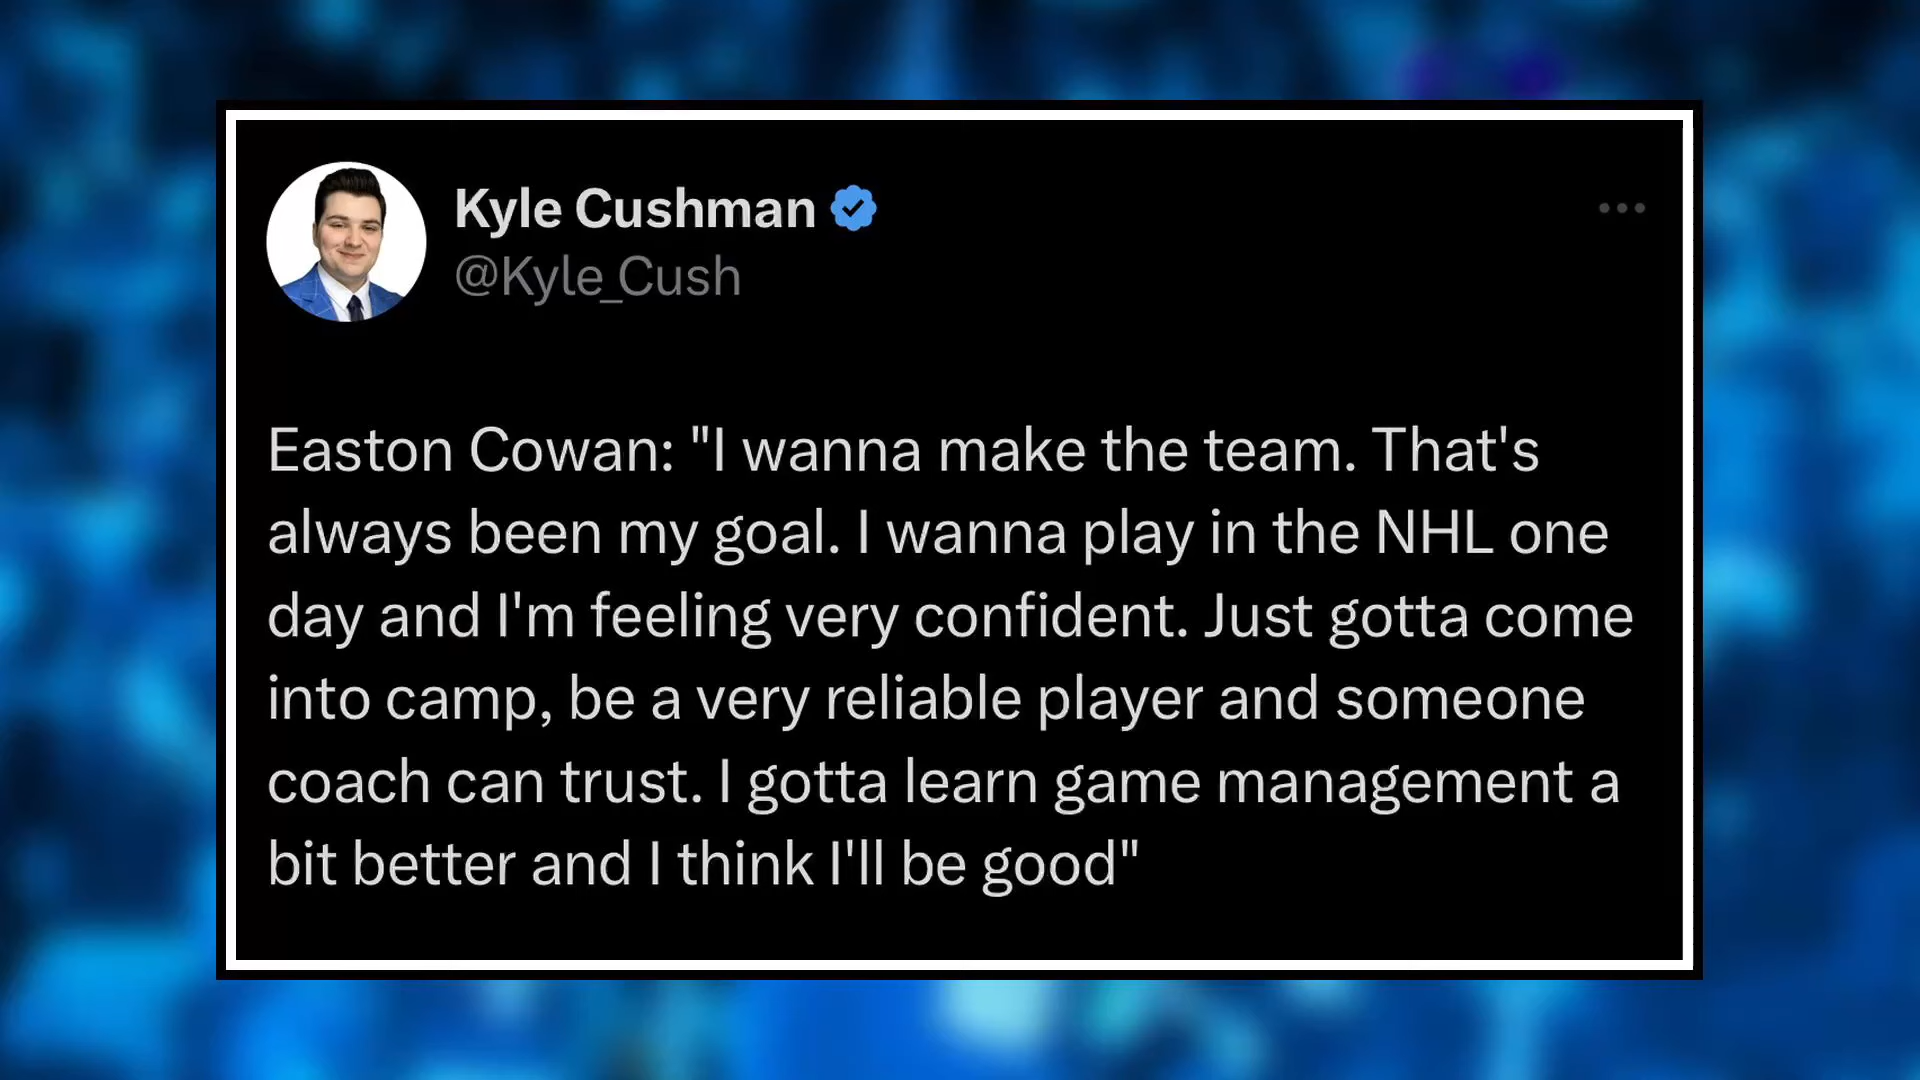 Kyle Cushman
@Kyle_Cush
Easton Cowan: "I wanna make the team. That's
always been my goal. I wanna play in the NHL one
day and I'm feeling very confident. Just gotta come
into camp, be a very reliable player and someone
coach can trust. I gotta learn game management a
bit better and I think I'll be good"